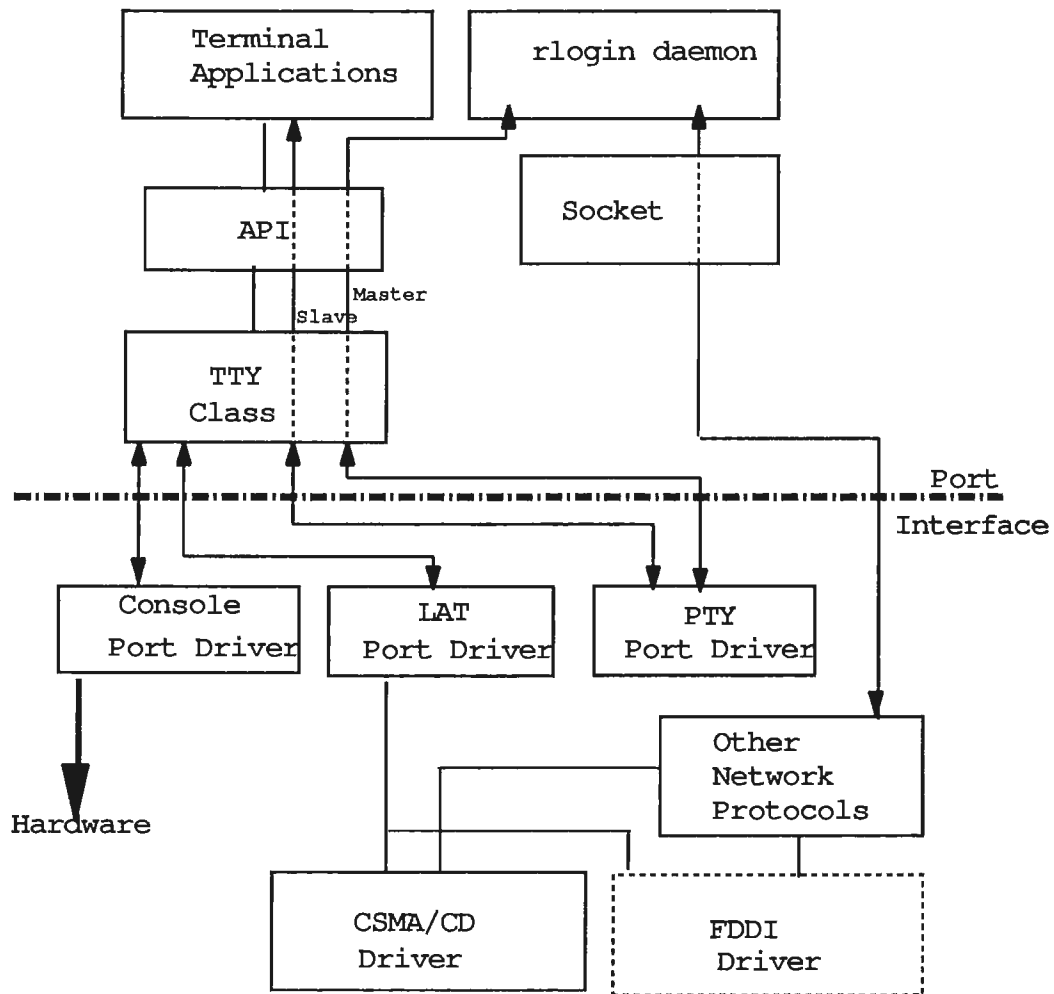 Terminal
Applications
rlogin daemon
API
Socket
Master
Slave
TTY
Class
Port
Interface
Console
Port Driver
LAT
Port Driver
PTY
Port Driver
Other
Network
Protocols
Hardware
CSMA/CD
Driver
FDDI
Driver